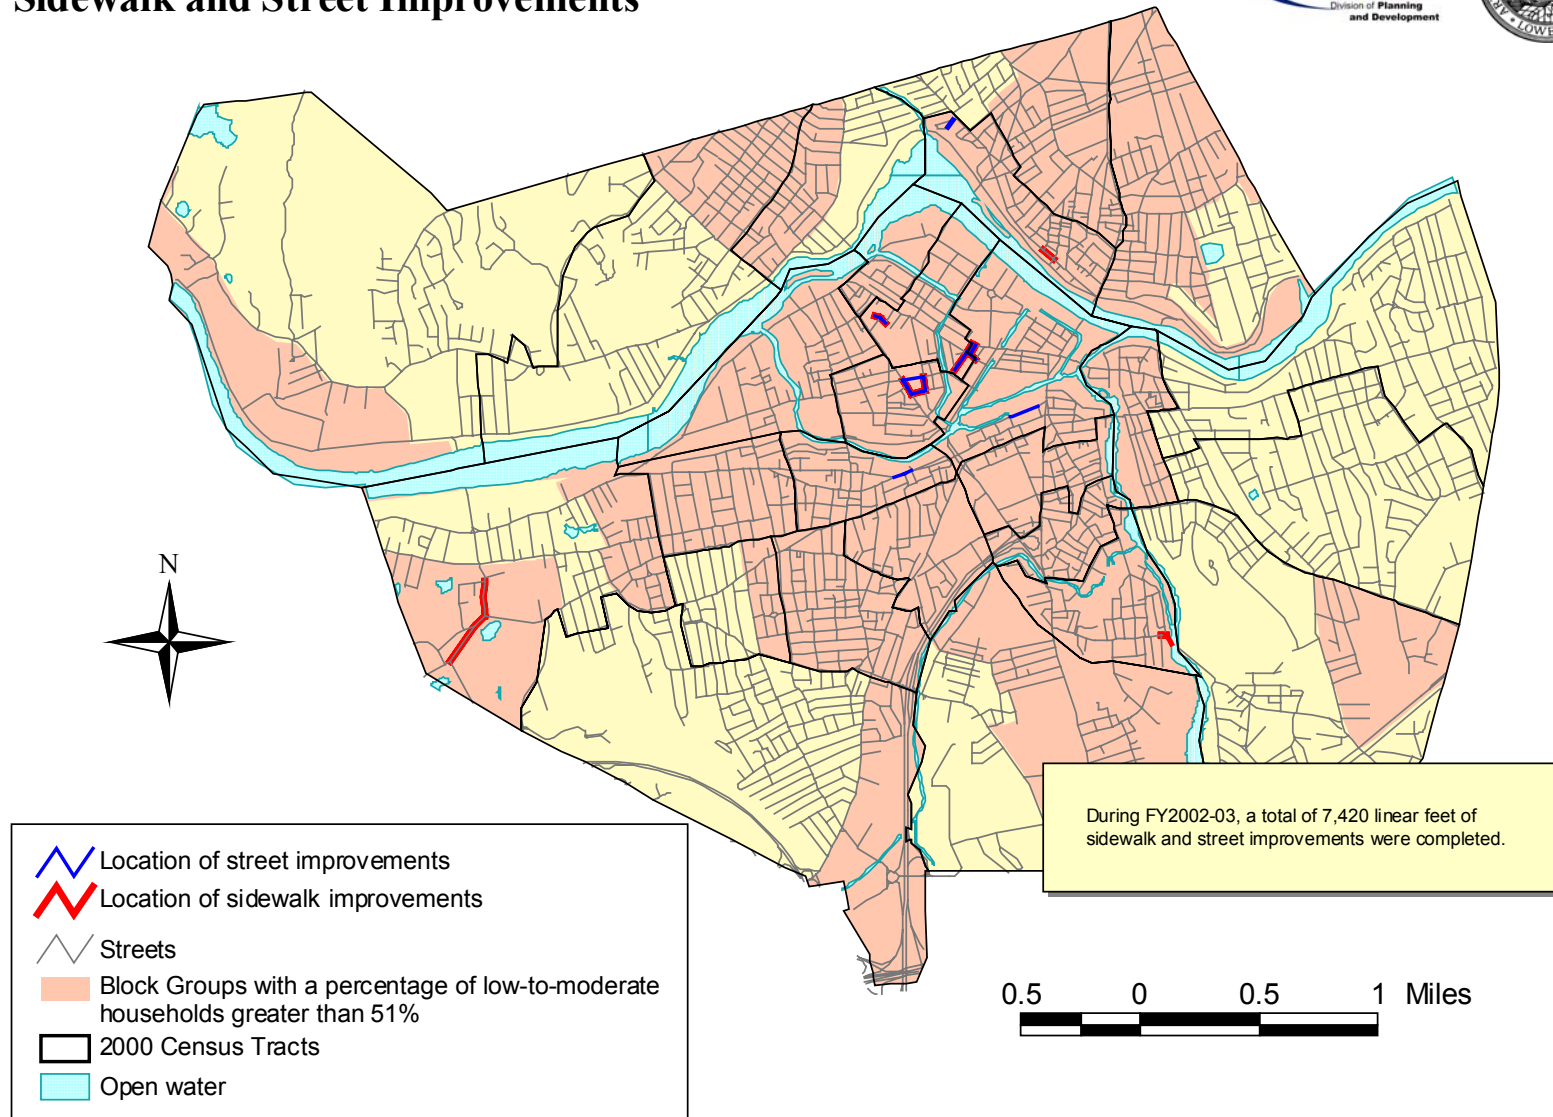 Sidewalk and Street Improvements
Division of Planning
and Development
LOWE
N
During FY2002-03, a total of 7,420 linear feet of
sidewalk and street improvements were completed.
Location of street improvements
Location of sidewalk improvements
Streets
Block Groups with a percentage of low-to-moderate
households greater than 51%
2000 Census Tracts
Open water
0.5 0 0.5 1 Miles